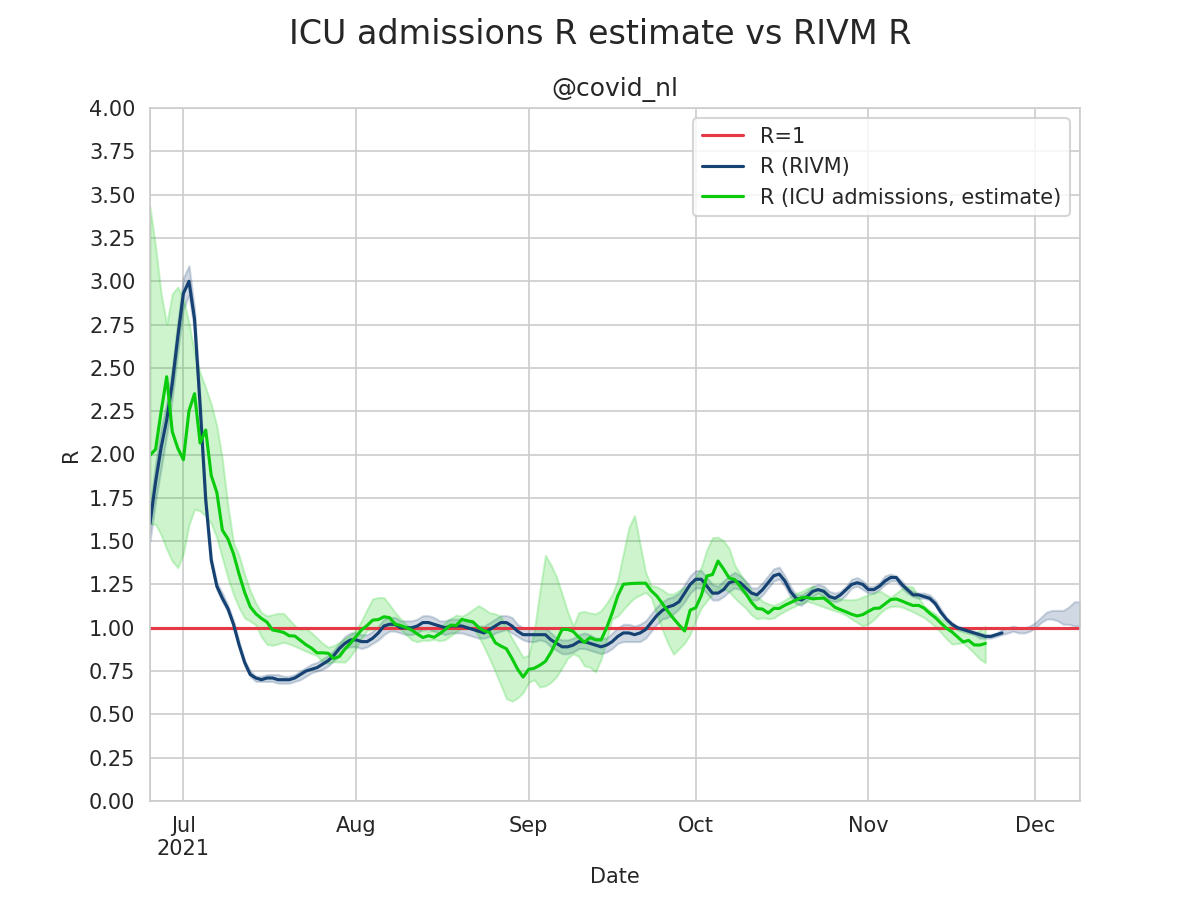 ICU admissions R estimate vs RIVM R
@covid_nl
R=1
R (RIVM)
R (ICU admissions, estimate)
4.00
3.75
3.50
3.25
3.00
2.75
2.50
2.25
2.00
1.75
1.50
1.25
1.00
0.75
0.50
0.25
0.00
R
Jul Aug Sep Oct Nov Dec
2021
Date